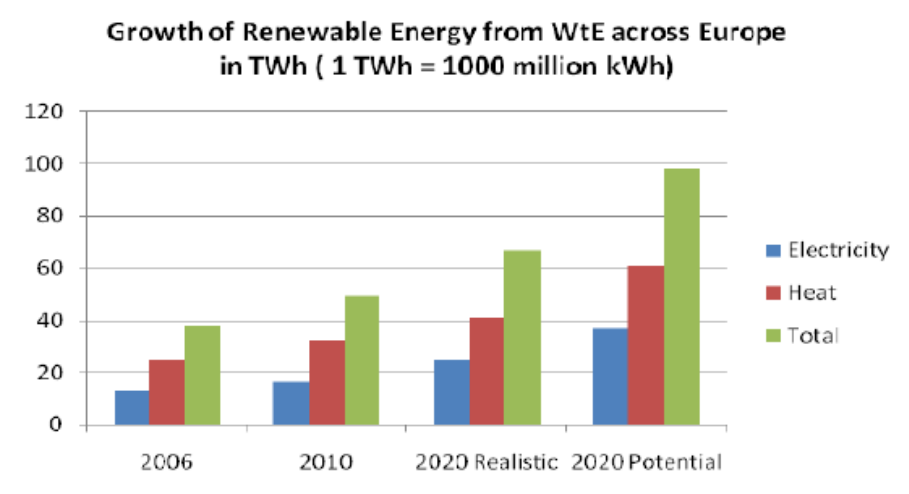 Growth of Renewable Energy from WtE across Europe
in TWh ( 1 TWh = 1000 million kWh)
120
100
80
60
40
20
0
Electricity
Heat
Total
2006 2010 2020 Realistic 2020 Potential